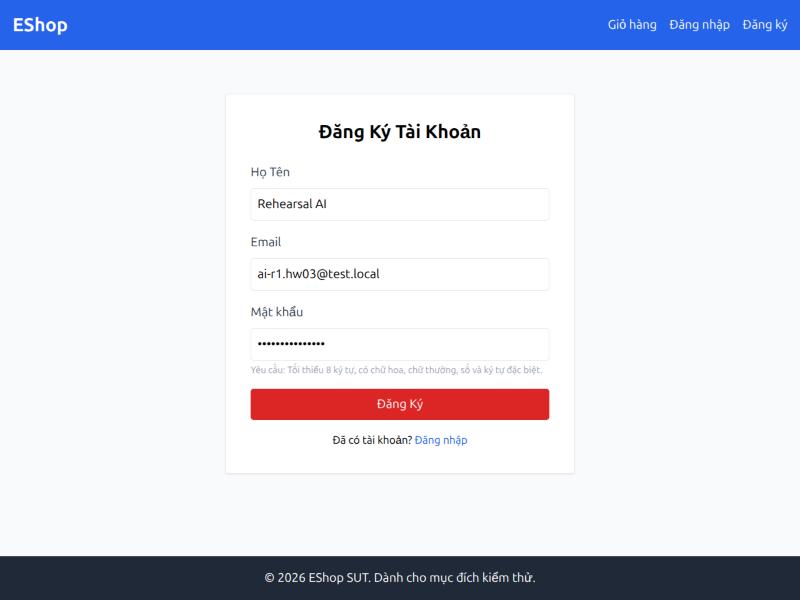 EShop
Giỏ hàng Đăng nhập Đăng ký
Đăng Ký Tài Khoản
Họ Tên
Rehearsal AI
Email
ai-r1.hw03@test.local
Mật khẩu
•••••••••••••••
Yêu cầu: Tối thiểu 8 ký tự, có chữ hoa, chữ thường, số và ký tự đặc biệt.
Đăng Ký
Đã có tài khoản? Đăng nhập
© 2026 EShop SUT. Dành cho mục đích kiểm thử.